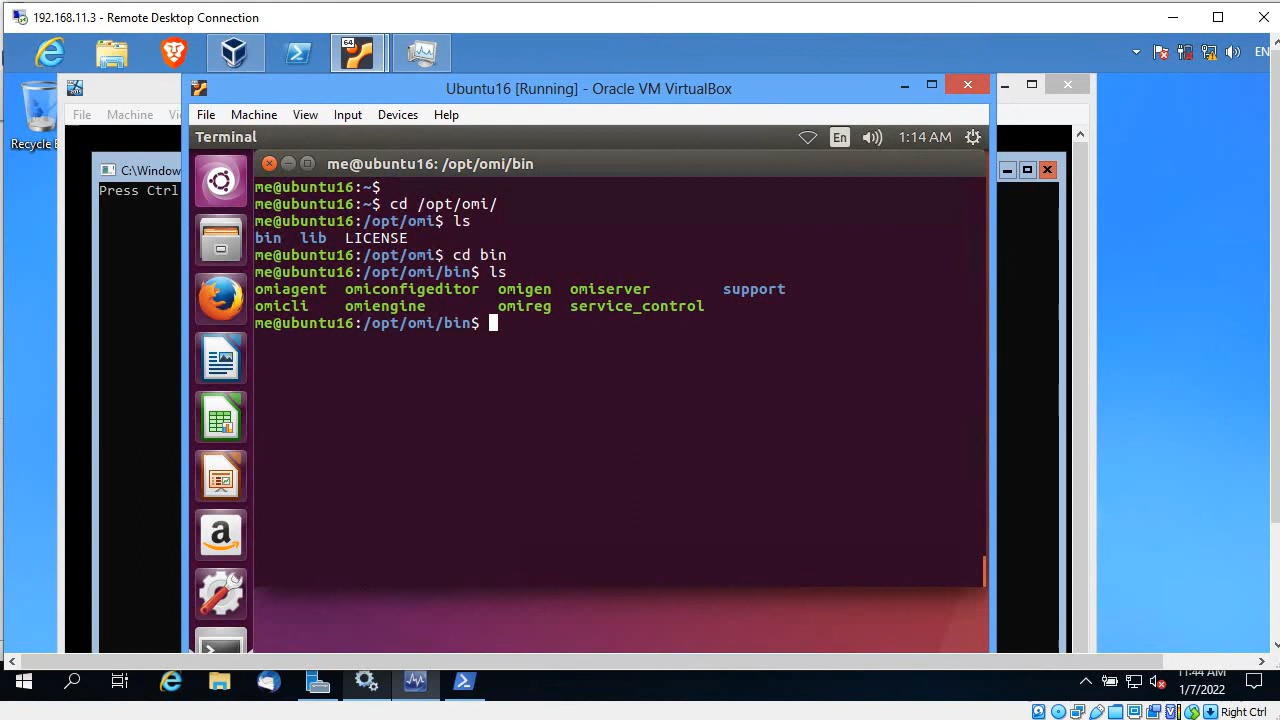 192.168.11.3 - Remote Desktop Connection
64
EN
Ubuntu16 [Running] - Oracle VM VirtualBox
File Machine
File Machine View Input Devices Help
Recycle
Terminal
En
1:14 AM
me@ubuntu16: /opt/omi/bin
C:\Window
Press Ctrl
me@ubuntu16:~$
me@ubuntu16:~$ cd /opt/omi/
me@ubuntu16:/opt/omi$ ls
bin lib LICENSE
me@ubuntu16:/opt/omi$ cd bin
me@ubuntu16:/opt/omi/bin$ ls
omiagent omiconfigeditor omigen omiserver support
omicli omiengine omireg service_control
me@ubuntu16:/opt/omi/bin$
a
11:44 AM
1/7/2022
Right Ctrl